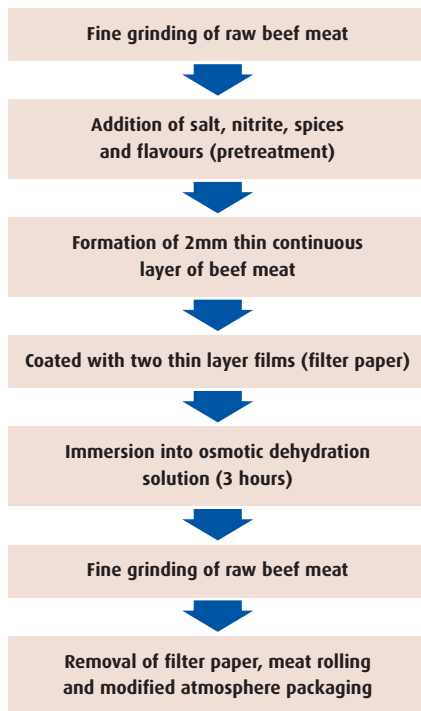 Fine grinding of raw beef meat
Addition of salt, nitrite, spices
and flavours (pretreatment)
Formation of 2mm thin continuous
layer of beef meat
Coated with two thin layer films (filter paper)
Immersion into osmotic dehydration
solution (3 hours)
Fine grinding of raw beef meat
Removal of filter paper, meat rolling
and modified atmosphere packaging